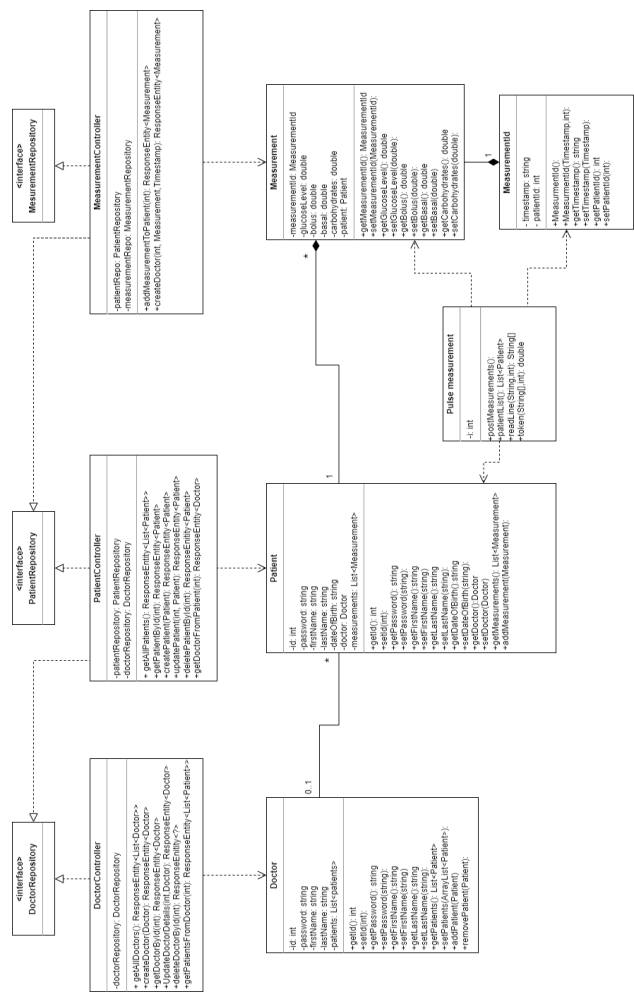 <interface>
DoctorRepository
<interface>
PatientRepository
<interface>
MesurementRepository
DoctorController
-doctorRepository: DoctorRepository
+ getAllDoctors(): ResponseEntity<List<Doctor>>
+createDoctor(Doctor): ResponseEntity<Doctor>
+getDoctorById(int): ResponseEntity<Doctor>
+UpdateDoctorDetails(int,Doctor): ResponseEntity<Doctor>
+deleteDoctorById(int): ResponseEntity<?>
+getPatientsFromDoctor(int): ResponseEntity<List<Patient>>
PatientController
-patientRepository: PatientRepository
-doctorRepository: DoctorRepository
+ getAllPatients(): ResponseEntity<List<Patient>>
+getPatientById(int): ResponseEntity<Patient>
+createPatient(Patient): ResponseEntity<Patient>
+updatePatient(int, Patient): ResponseEntity<Patient>
+deletePatientById(int): ResponseEntity<Patient>
+getDoctorFromPatient(int): ResponseEntity<Doctor>
MeasurementController
-patientRepo: PatientRepository
-measurementRepo: MeasurementRepository
+addMeasurementToPatient(int): ResponseEntity<Measurement>
+createDoctor(int, Measurement,Timestamp): ResponseEntity<Measurement>
Doctor
-id: int
-password: string
-firstName: string
-lastName: string
-patients: List<patients>
+getId(): int
+setId(int):
+getPassword(): string
+setPassword(string):
+getFirstName():string
+setFirstName(string):
+getLastName():string
+setLastName(string):
+getPatients(): List<Patient>
+setPatients(ArrayList<Patient>):
+addPatient(Patient)
+removePatient(Patient):
0..1
*
Patient
-id: int
-password: string
-firstName: string
-lastName: string
-dateOfBirth: string
-doctor: Doctor
-measurements: List<Measurement>
+getId(): int
+setId(int):
+getPassword(): string
+setPassword(string):
+getFirstName():string
+setFirstName(string)
+getLastName():string
+setLastName(string):
+getDateOfBirth():string
+setDateOfBirth(string):
+getDoctor():Doctor
+setDoctor(Doctor)
+getMeasurements(): List<Measurement>
+addMeasurement(Measurement):
1
*
Measurement
-measurementId: MeasurementId
-glucoseLevel: double
-bolus: double
-basal: double
-carbohydrates: double
-patient: Patient
+getMeasurementId(): MeasurementId
+setMeasurementId(MeasurementId):
+getGlucoseLevel(): double
+setGlucoseLevel(double):
+getBolus(): double
+setBolus(double):
+getBasal(): double
+setBasal(double)
+getCarbohydrates(): double
+setCarbohydrates(double):
1
Pulse measurement
-i: int
+postMeasurements():
+patientList(): List<Patient>
+readLine(String,int): String[]
+token(String[],int): double
MeasurementId
- timestamp: string
- patientId: int
+MeasurmentId():
+MeasurmentId(Timestamp,int):
+getTimestamp(): string
+setTimestamp(Timestamp):
+getPatientId(): int
+setPatientId(int):